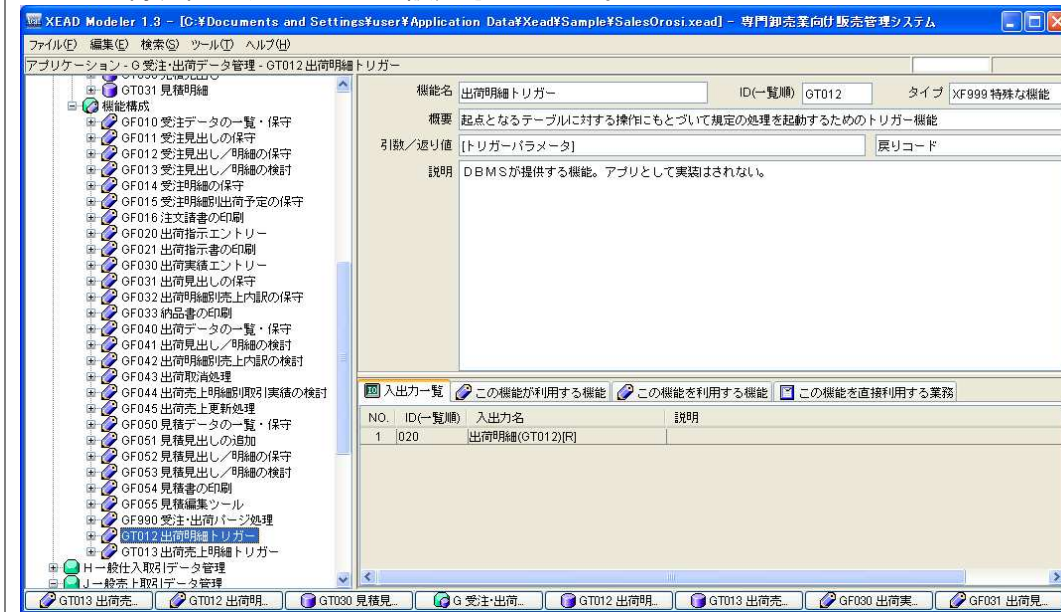 XEAD Modeler 1.3 - [C:¥Documents and Settings¥user¥Application Data¥Xead¥Sample¥SalesOrosi.xead] - 専門卸売業向け販売管理システム
ファイル(F) 編集(E) 検索(S) ツール(T) ヘルプ(H)
アプリケーション - G 受注・出荷データ管理 - GT012 出荷明細トリガー
GT031 見積明細
機能構成
GF010 受注データの一覧・保守
GF011 受注見出しの保守
GF012 受注見出し／明細の保守
GF013 受注見出し／明細の検討
GF014 受注明細の保守
GF015 受注明細別出荷予定の保守
GF016 注文請書の印刷
GF020 出荷指示エントリー
GF021 出荷指示書の印刷
GF030 出荷実績エントリー
GF031 出荷見出しの保守
GF032 出荷明細別売上内訳の保守
GF033 納品書の印刷
GF040 出荷データの一覧・保守
GF041 出荷見出し／明細の検討
GF042 出荷明細別売上内訳の検討
GF043 出荷取消処理
GF044 出荷売上明細別取引実績の検討
GF045 出荷売上更新処理
GF050 見積データの一覧・保守
GF051 見積見出しの追加
GF052 見積見出し／明細の保守
GF053 見積見出し／明細の検討
GF054 見積書の印刷
GF055 見積編集ツール
GF990 受注・出荷パージ処理
GT012 出荷明細トリガー
GT013 出荷売上明細トリガー
H 一般仕入取引データ管理
J 一般売上取引データ管理
機能名 出荷明細トリガー ID(一覧順) GT012 タイプ XF999 特殊な機能
概要 起点となるテーブルに対する操作にもとづいて規定の処理を起動するためのトリガー機能
引数／返り値 [トリガーパラメータ] 戻りコード
説明 ＤＢＭＳが提供する機能。アプリとして実装はされない。
入出力一覧 この機能が利用する機能 この機能を利用する機能 この機能を直接利用する業務
NO. ID(一覧順) 入出力名 説明
1 020 出荷明細(GT012)[R]
GT013 出荷売... GT012 出荷明... GT030 見積見... G 受注・出荷... GT012 出荷明... GT013 出荷売... GF030 出荷実... GF031 出荷見...